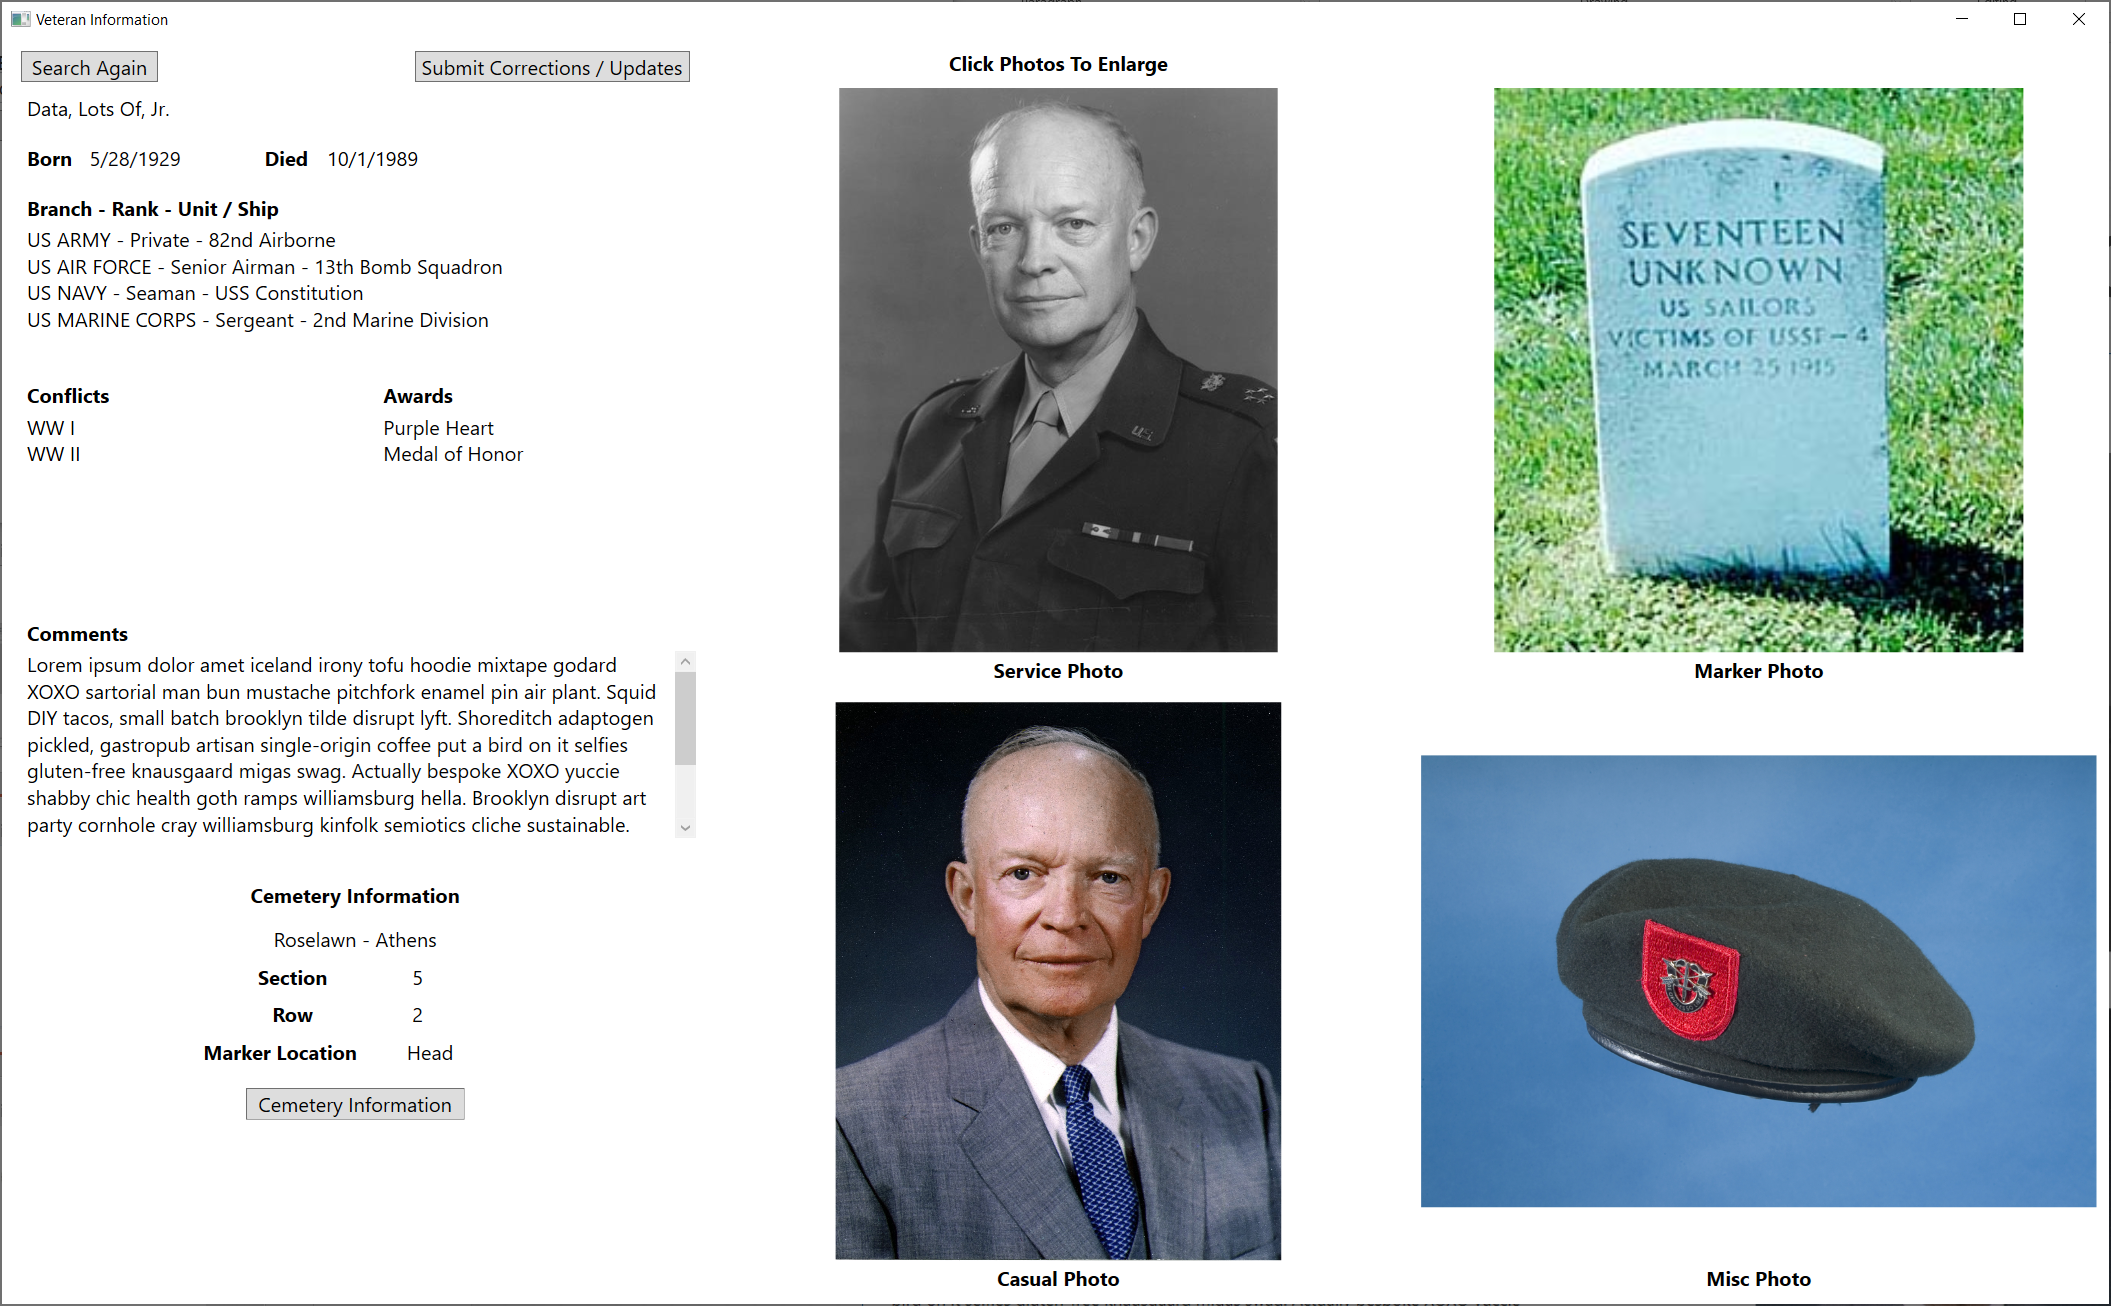 Veteran Information
Search Again
Submit Corrections / Updates
Data, Lots Of, Jr.
Born 5/28/1929 Died 10/1/1989
Branch - Rank - Unit / Ship
US ARMY - Private - 82nd Airborne
US AIR FORCE - Senior Airman - 13th Bomb Squadron
US NAVY - Seaman - USS Constitution
US MARINE CORPS - Sergeant - 2nd Marine Division
Conflicts
WW I
WW II
Awards
Purple Heart
Medal of Honor
Comments
Lorem ipsum dolor amet iceland irony tofu hoodie mixtape godard
XOXO sartorial man bun mustache pitchfork enamel pin air plant. Squid
DIY tacos, small batch brooklyn tilde disrupt lyft. Shoreditch adaptogen
pickled, gastropub artisan single-origin coffee put a bird on it selfies
gluten-free knausgaard migas swag. Actually bespoke XOXO yuccie
shabby chic health goth ramps williamsburg hella. Brooklyn disrupt art
party cornhole cray williamsburg kinfolk semiotics cliche sustainable.
Cemetery Information
Roselawn - Athens
Section 5
Row 2
Marker Location Head
Cemetery Information
Click Photos To Enlarge
U.S.
Service Photo
SEVENTEEN
UNKNOWN
US SAILORS
VICTIMS OF USSF-4
MARCH 25 1915
Marker Photo
Casual Photo
Misc Photo